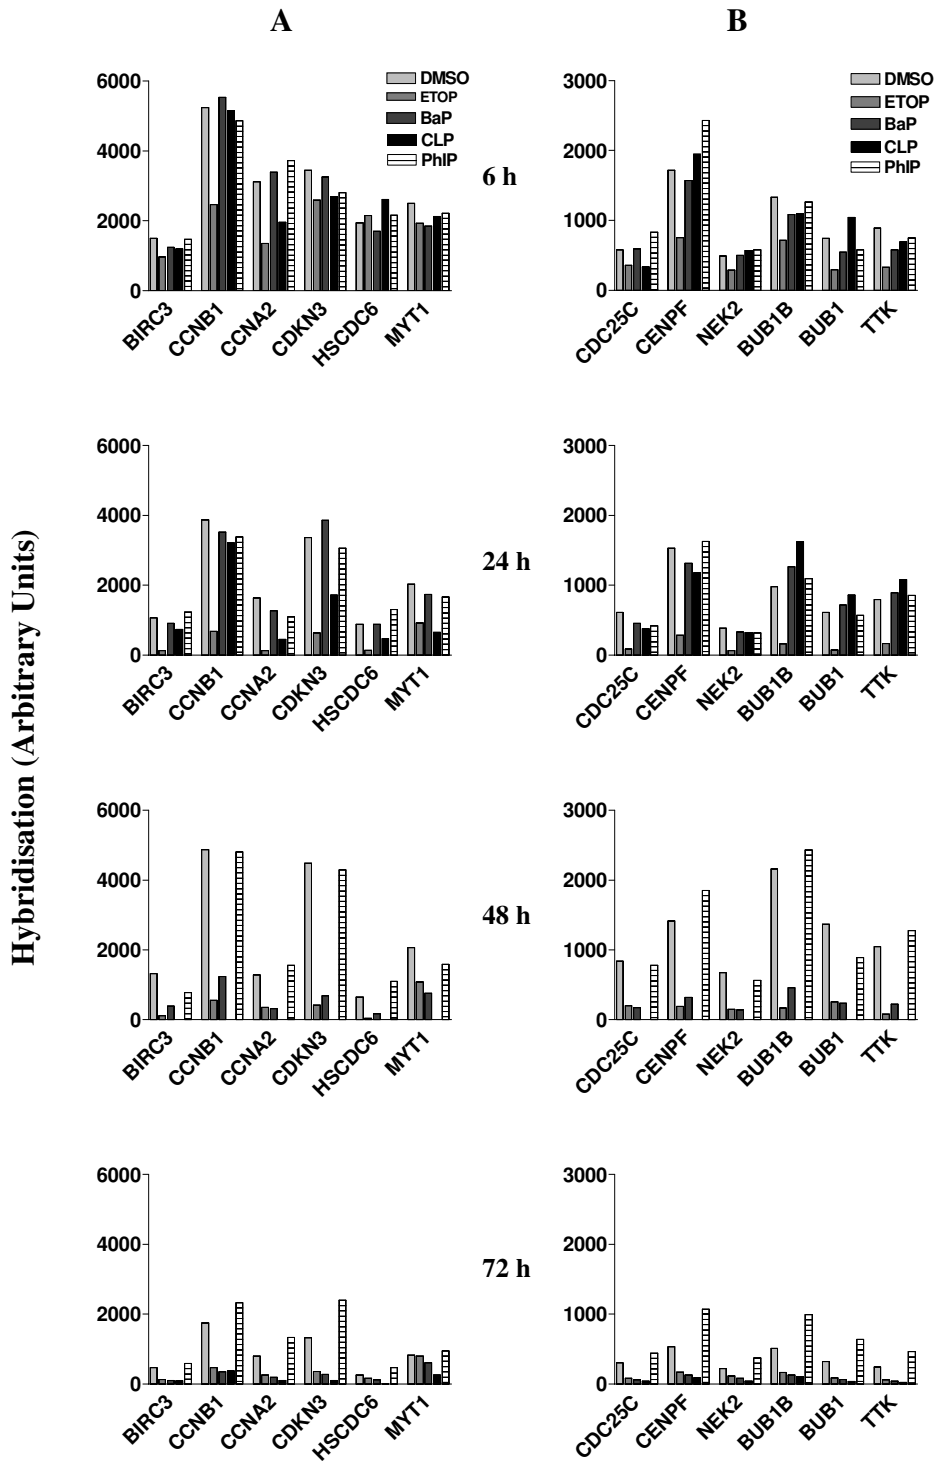 A
B
Hybridisation (Arbitrary Units)
6000
4000
2000
0
DMSO
ETOP
BaP
CLP
PhIP
BIRC3
CCNB1
CCNA2
CDKN3
HSCDC6
MYT1
6 h
3000
2000
1000
0
DMSO
ETOP
BaP
CLP
PhIP
CDC25C
CENPF
NEK2
BUB1B
BUB1
TTK
6000
4000
2000
0
BIRC3
CCNB1
CCNA2
CDKN3
HSCDC6
MYT1
24 h
3000
2000
1000
0
CDC25C
CENPF
NEK2
BUB1B
BUB1
TTK
6000
4000
2000
0
BIRC3
CCNB1
CCNA2
CDKN3
HSCDC6
MYT1
48 h
3000
2000
1000
0
CDC25C
CENPF
NEK2
BUB1B
BUB1
TTK
6000
4000
2000
0
BIRC3
CCNB1
CCNA2
CDKN3
HSCDC6
MYT1
72 h
3000
2000
1000
0
CDC25C
CENPF
NEK2
BUB1B
BUB1
TTK